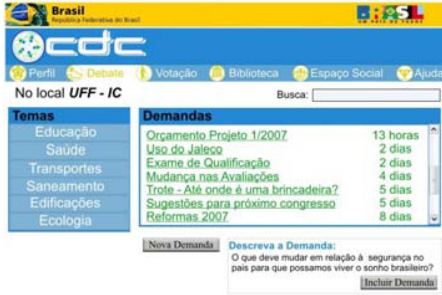 Brasil
República Federativa do Brasil
BRASIL
UM PAÍS DE TODOS
cdc
Perfil Debate Votação Biblioteca Espaço Social Ajuda
No local UFF - IC
Busca:
Temas
Educação
Saúde
Transportes
Saneamento
Edificações
Ecologia
Demandas
Orçamento Projeto 1/2007 13 horas
Uso do Jaleco 2 dias
Exame de Qualificação 2 dias
Mudança nas Avaliações 4 dias
Trote - Até onde é uma brincadeira? 5 dias
Sugestões para próximo congresso 5 dias
Reformas 2007 8 dias
Nova Demanda
Descreva a Demanda:
O que deve mudar em relação à segurança no
pais para que possamos viver o sonho brasileiro?
Incluir Demanda